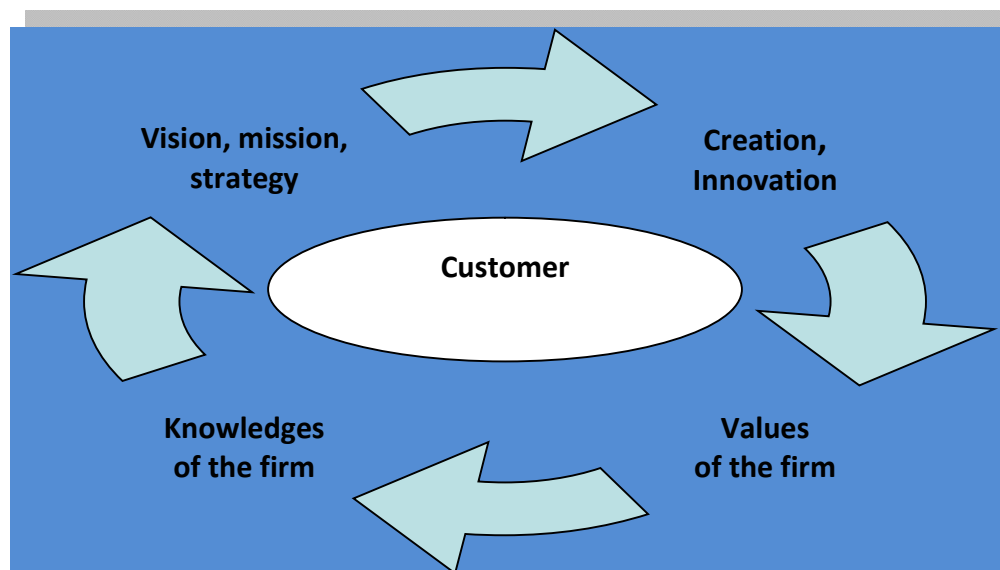 Vision, mission,
strategy
Creation,
Innovation
Customer
Knowledges
of the firm
Values
of the firm